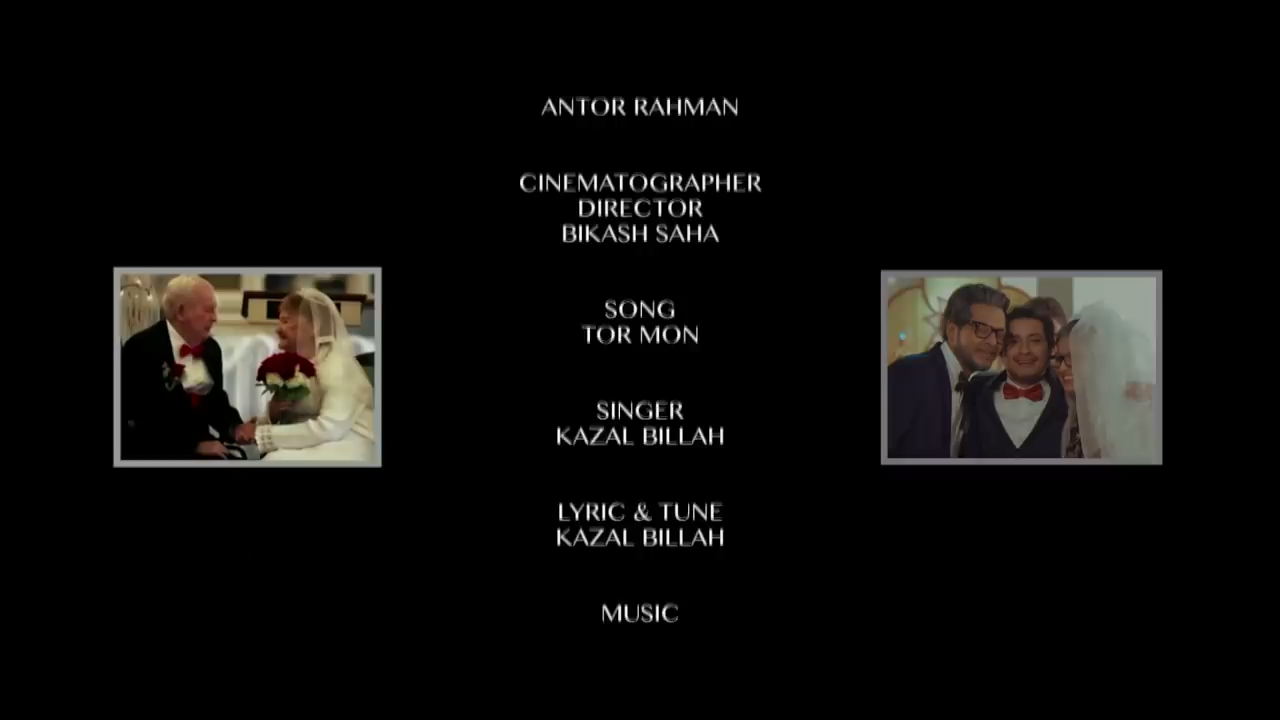 ANTOR RAHMAN
CINEMATOGRAPHER
DIRECTOR
BIKASH SAHA
SONG
TOR MON
SINGER
KAZAL BILLAH
LYRIC & TUNE
KAZAL BILLAH
MUSIC